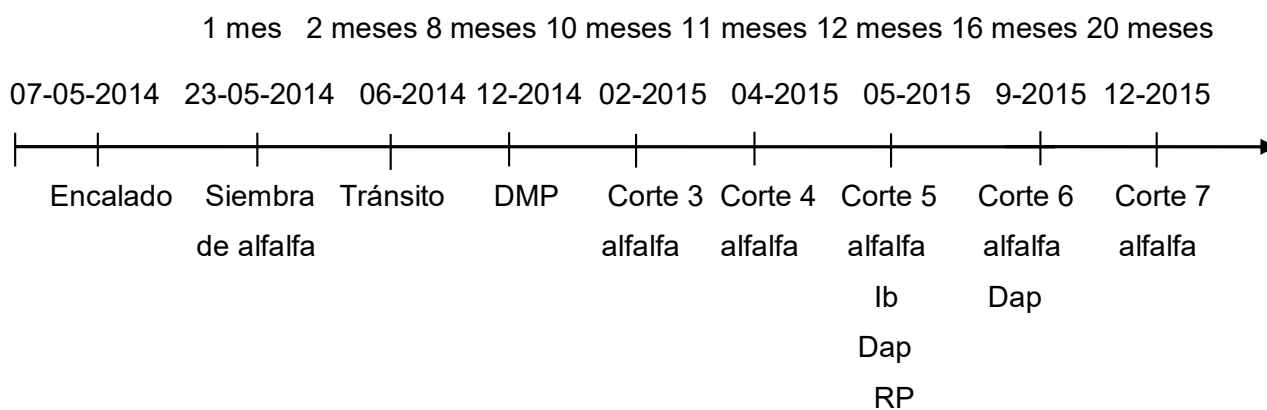 1 mes 2 meses 8 meses 10 meses 11 meses 12 meses 16 meses 20 meses
07-05-2014 23-05-2014 06-2014 12-2014 02-2015 04-2015 05-2015 9-2015 12-2015
Encalado Siembra Tránsito DMP Corte 3 Corte 4 Corte 5 Corte 6 Corte 7
de alfalfa alfalfa alfalfa alfalfa alfalfa alfalfa
Ib Dap
Dap
RP